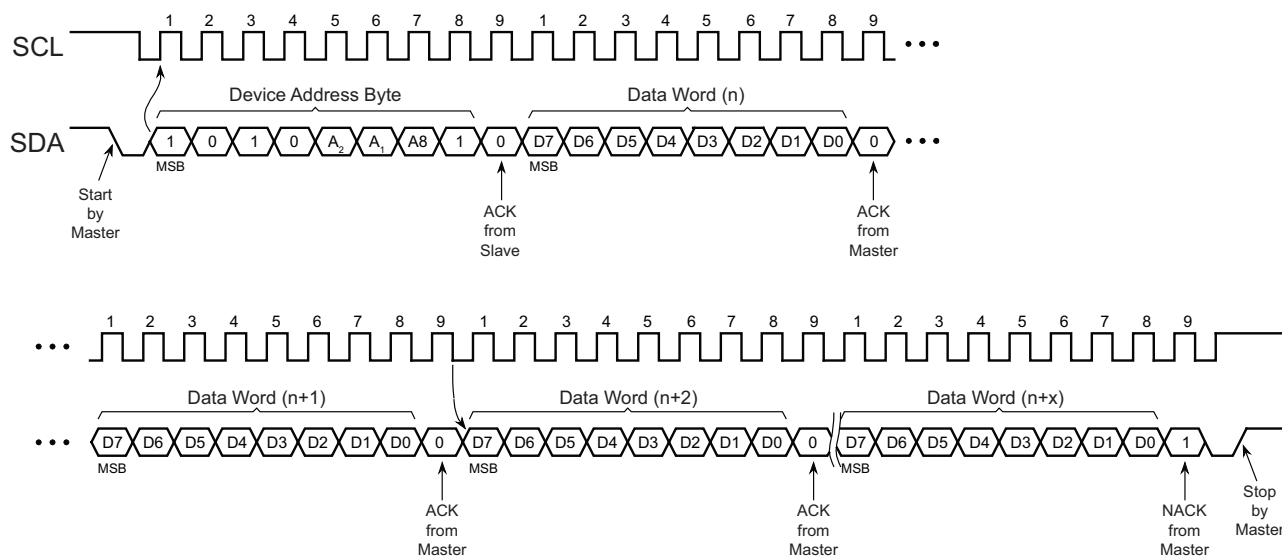 1 2 3 4 5 6 7 8 9 1 2 3 4 5 6 7 8 9
SCL
Device Address Byte Data Word (n)
SDA 1 0 1 0 A2 A1 A8 1 0 D7 D6 D5 D4 D3 D2 D1 D0 0
MSB MSB
Start
by
Master
ACK
from
Slave
ACK
from
Master
1 2 3 4 5 6 7 8 9 1 2 3 4 5 6 7 8 9 1 2 3 4 5 6 7 8 9
Data Word (n+1) Data Word (n+2) Data Word (n+x)
D7 D6 D5 D4 D3 D2 D1 D0 0 D7 D6 D5 D4 D3 D2 D1 D0 0 D7 D6 D5 D4 D3 D2 D1 D0 1
MSB MSB MSB
ACK
from
Master
ACK
from
Master
NACK
from
Master
Stop
by
Master